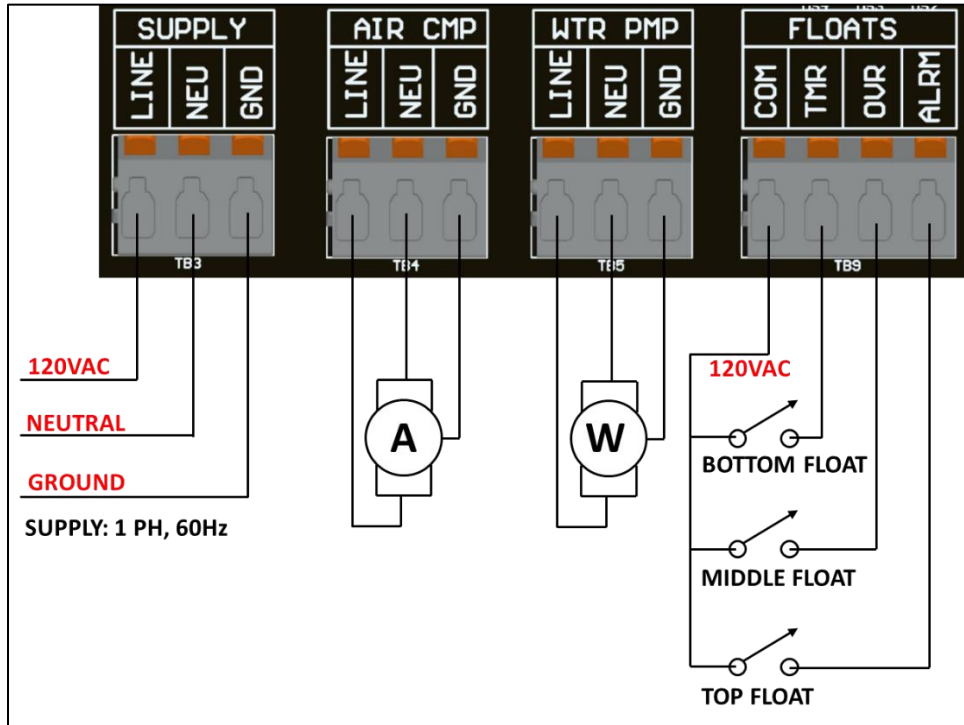 SUPPLY
LINE
NEU
GND
TB3
AIR CMP
LINE
NEU
GND
TB4
WTR PMP
LINE
NEU
GND
TB5
FLOATS
COM
TMR
OVR
ALRM
TB9
120VAC
NEUTRAL
GROUND
SUPPLY: 1 PH, 60Hz
A
W
120VAC
BOTTOM FLOAT
MIDDLE FLOAT
TOP FLOAT